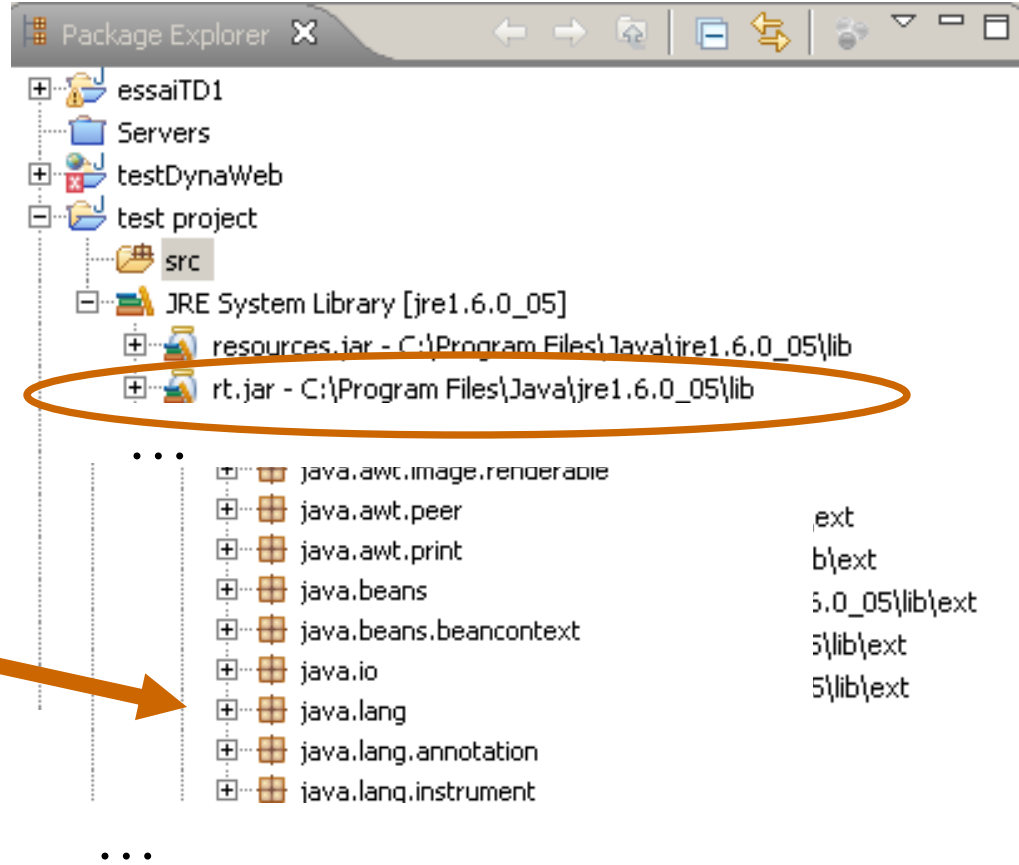 Package Explorer
essaiTD1
Servers
testDynaWeb
test project
src
JRE System Library [jre1.6.0_05]
resources.jar - C:\Program Files\Java\jre1.6.0_05\lib
rt.jar - C:\Program Files\Java\jre1.6.0_05\lib
...
java.awt.image.renderable
java.awt.peer ext
java.awt.print b\ext
java.beans 6.0_05\lib\ext
java.beans.beancontext 5\lib\ext
java.io 5\lib\ext
java.lang
java.lang.annotation
java.lang.instrument
...